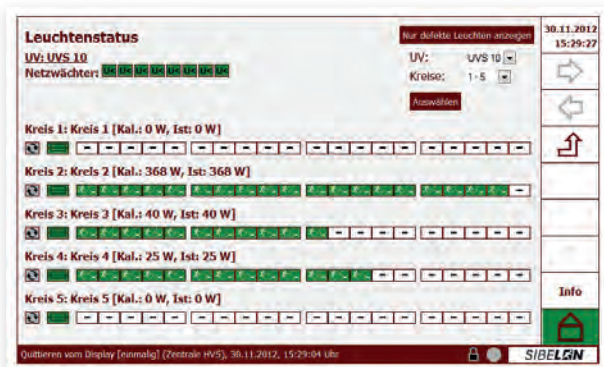 Leuchtenstatus
Nur defekte Leuchten anzeigen
30.11.2012
15:29:27
UV: UVS 10
UV: UVS 10
Netzwächter: U< U< U< U< U< U< U< U<
Kreise: 1 - 5
Auswählen
Kreis 1: Kreis 1 [Kal.: 0 W, Ist: 0 W]
Kreis 2: Kreis 2 [Kal.: 368 W, Ist: 368 W]
Kreis 3: Kreis 3 [Kal.: 40 W, Ist: 40 W]
Kreis 4: Kreis 4 [Kal.: 25 W, Ist: 25 W]
Kreis 5: Kreis 5 [Kal.: 0 W, Ist: 0 W]
Info
Quittieren vom Display [einmalig] (Zentrale HVS), 30.11.2012, 15:29:04 Uhr
SIBELON